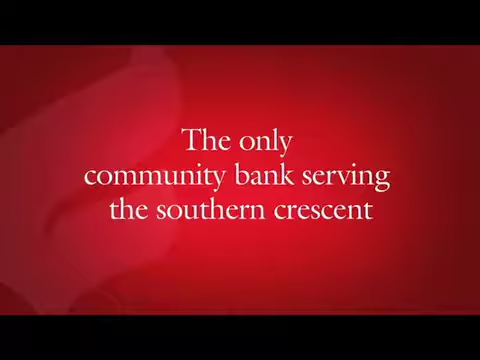 The only
community bank serving
the southern crescent